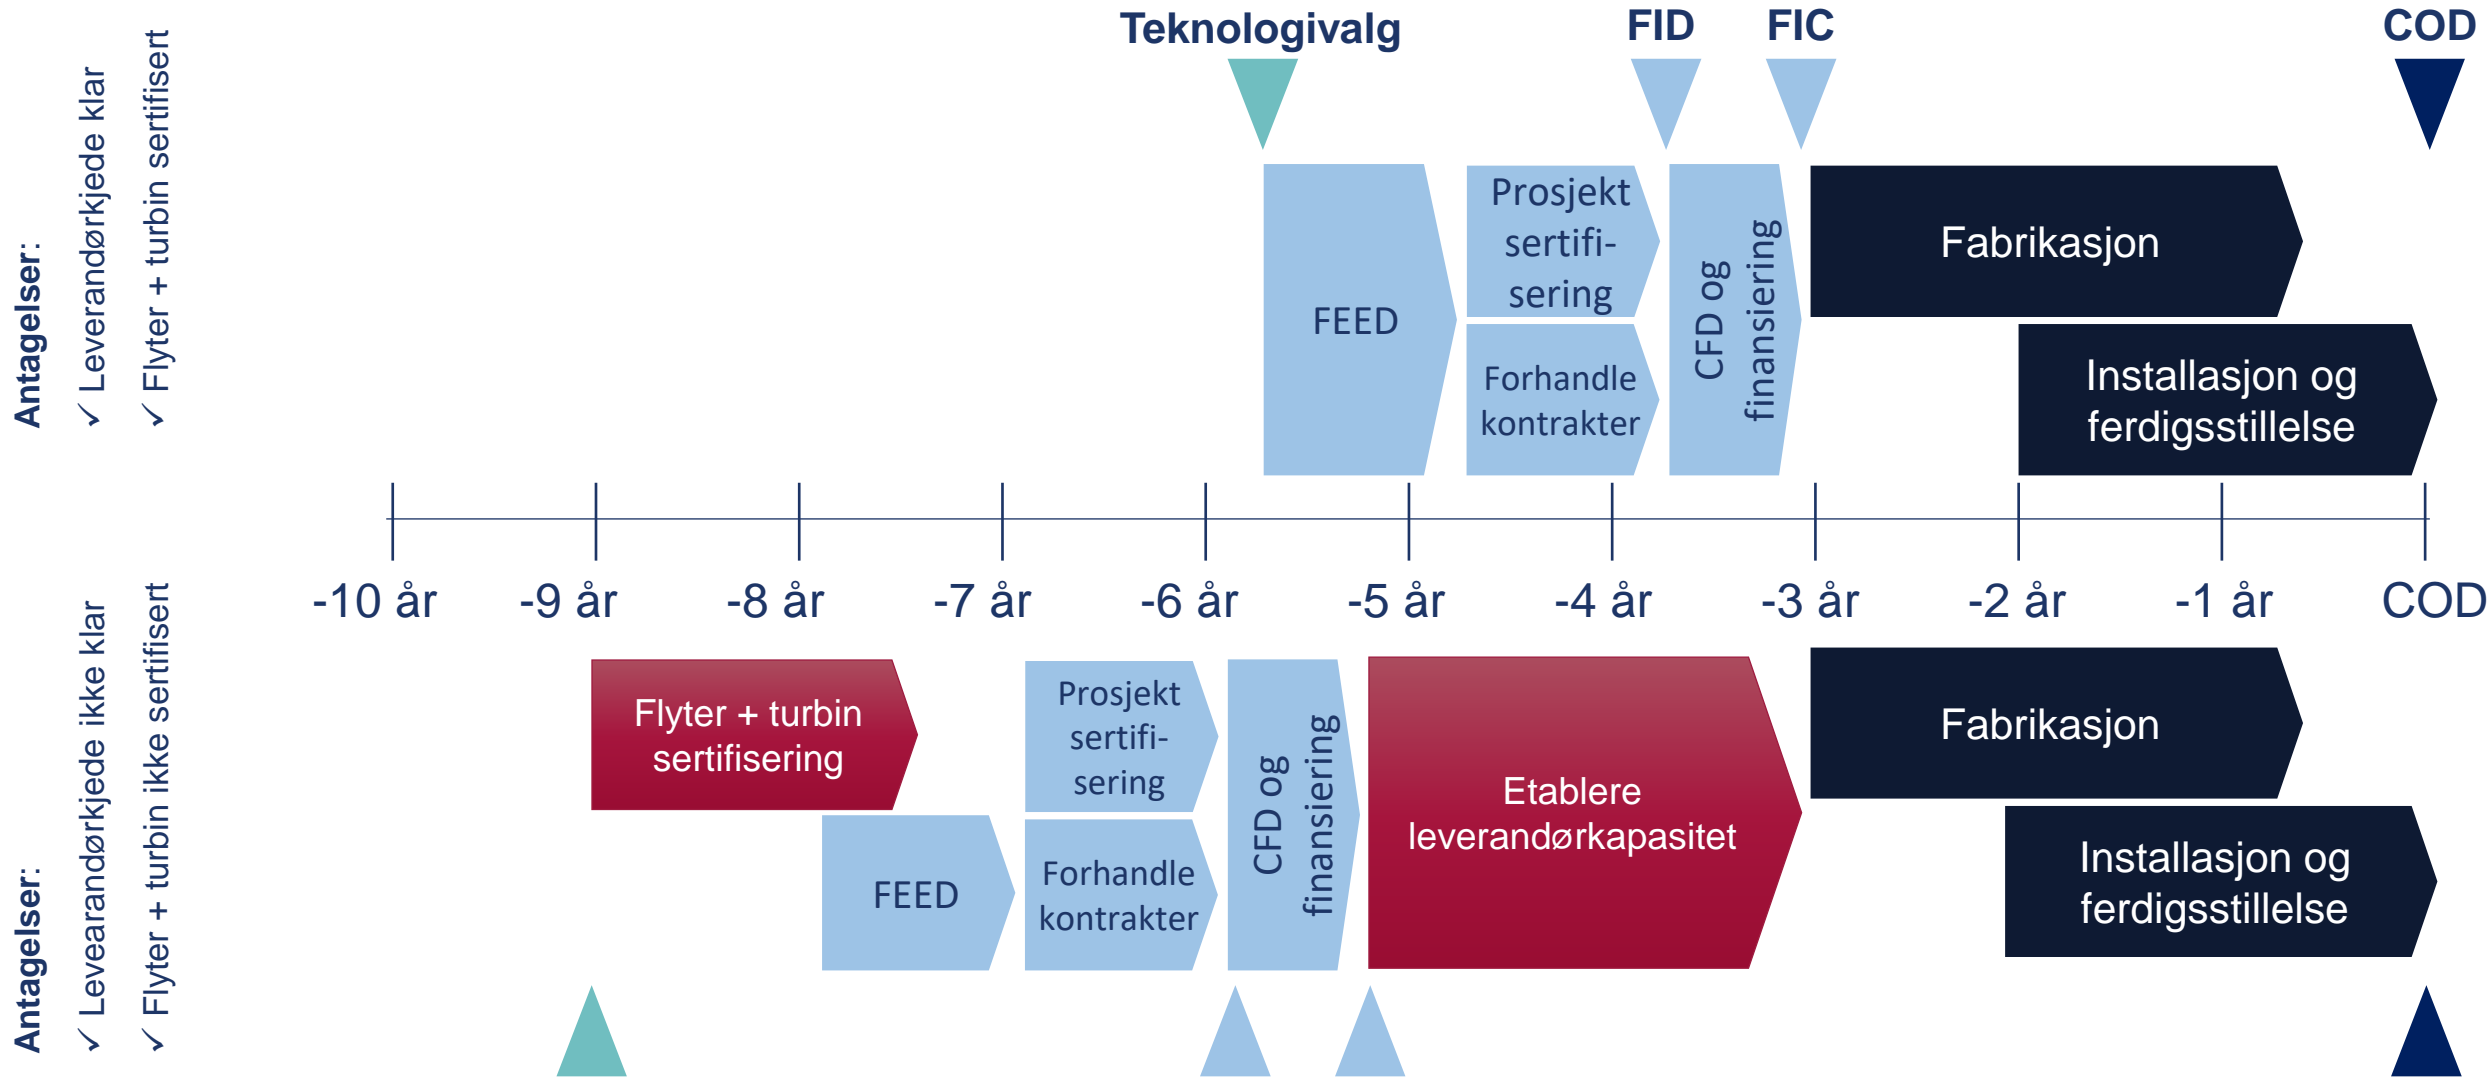 Teknologivalg
FID
FIC
COD
Antagelser:
✓ Leverandørkjede klar
✓ Flyter + turbin sertifisert
FEED
Prosjekt
sertifi-
sering
Forhandle
kontrakter
CFD og
finansiering
Fabrikasjon
Installasjon og
ferdigsstillelse
-10 år
-9 år
-8 år
-7 år
-6 år
-5 år
-4 år
-3 år
-2 år
-1 år
COD
Antagelser:
✓ Levearandørkjede ikke klar
✓ Flyter + turbin ikke sertifisert
Flyter + turbin
sertifisering
FEED
Prosjekt
sertifi-
sering
Forhandle
kontrakter
CFD og
finansiering
Etablere
leverandørkapasitet
Fabrikasjon
Installasjon og
ferdigsstillelse